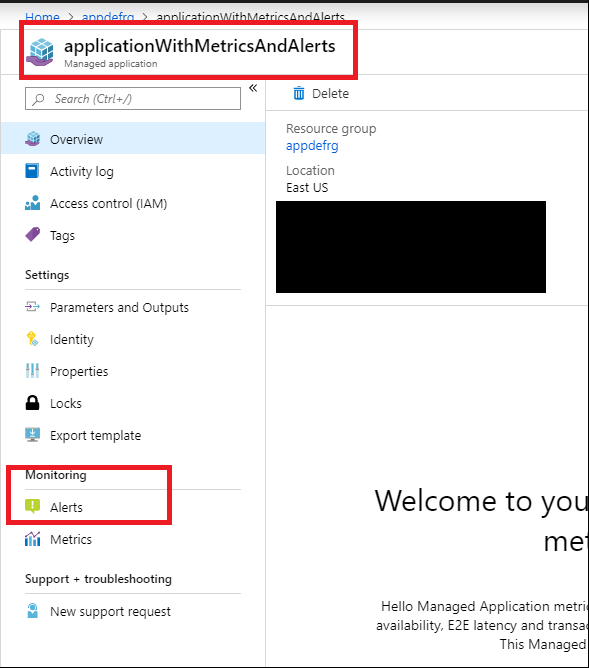 Home > appdefrg > applicationWithMetricsAndAlerts
applicationWithMetricsAndAlerts
Managed application
Search (Ctrl+/)
«
Delete
Overview
Activity log
Access control (IAM)
Tags
Settings
Parameters and Outputs
Identity
Properties
Locks
Export template
Monitoring
Alerts
Metrics
Support + troubleshooting
New support request
Resource group
appdefrg
Location
East US
Welcome to you
met
Hello Managed Application metric
availability, E2E latency and transac
This Managed